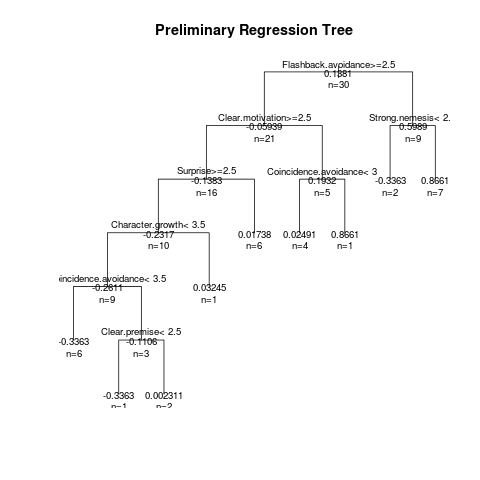 Preliminary Regression Tree
Flashback.avoidance>=2.5
0.1381
n=30
Clear.motivation>=2.5
-0.05939
n=21
Strong.nemesis< 2.
0.5989
n=9
Surprise>=2.5
-0.1383
n=16
Coincidence.avoidance< 3
0.1932
n=5
-0.3363
n=2
0.8661
n=7
Character.growth< 3.5
-0.2317
n=10
0.01738
n=6
0.02491
n=4
0.8661
n=1
incidence.avoidance< 3.5
-0.2611
n=9
0.03245
n=1
-0.3363
n=6
Clear.premise< 2.5
-0.1106
n=3
-0.3363
n=1
0.002311
n=2